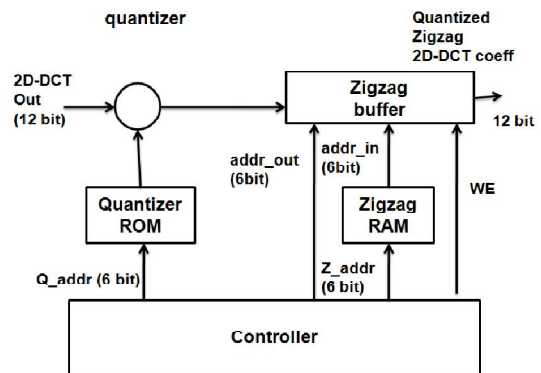 quantizer
Quantized
Zigzag
2D-DCT coeff
2D-DCT
Out
(12 bit)
Zigzag
buffer
12 bit
addr_out
(6bit)
addr_in
(6bit)
WE
Quantizer
ROM
Zigzag
RAM
Q_addr (6 bit)
Z_addr
(6 bit)
Controller